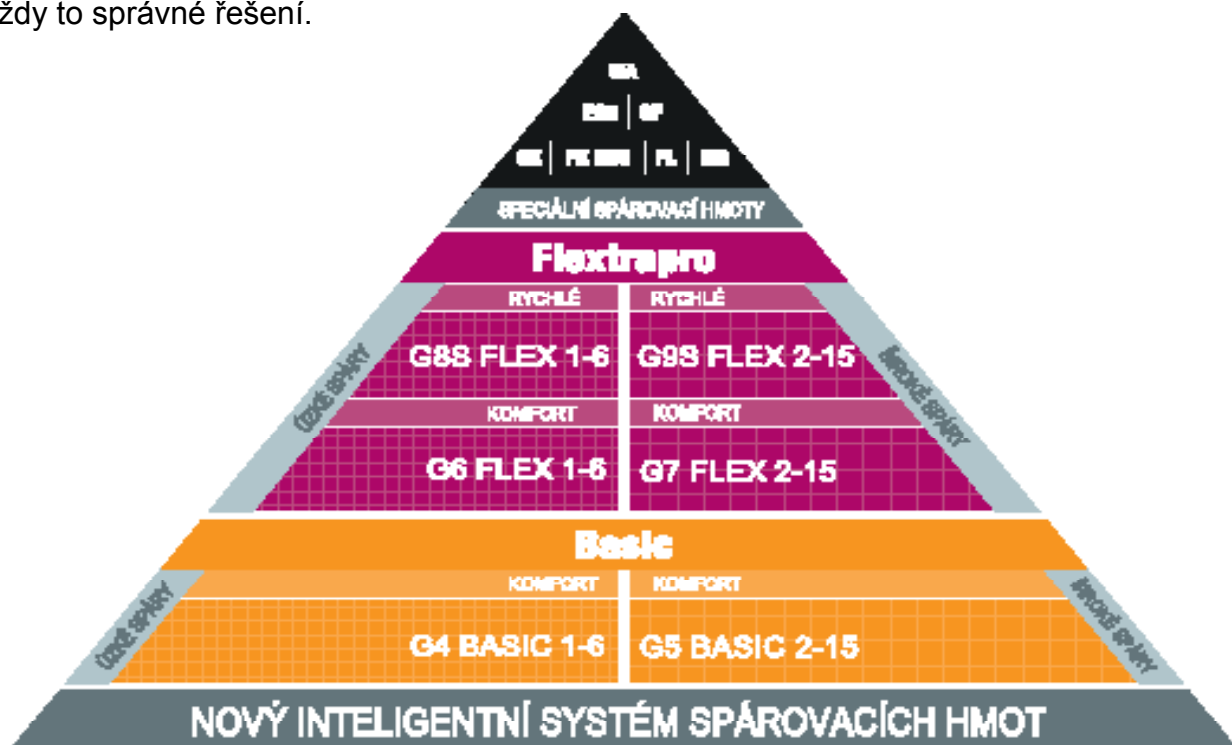 ždy to správné řešení.
SPECIÁLNÍ SPÁROVACÍ HMOTY
Flextrapro
RYCHLÉ RYCHLÉ
G8S FLEX 1-6 G9S FLEX 2-15
ÚZKÉ SPÁRY
ŠIROKÉ SPÁRY
KOMFORT KOMFORT
G6 FLEX 1-6 G7 FLEX 2-15
Basic
KOMFORT KOMFORT
ÚZKÉ SPÁRY
ŠIROKÉ SPÁRY
G4 BASIC 1-6 G5 BASIC 2-15
NOVÝ INTELIGENTNÍ SYSTÉM SPÁROVACÍCH HMOT